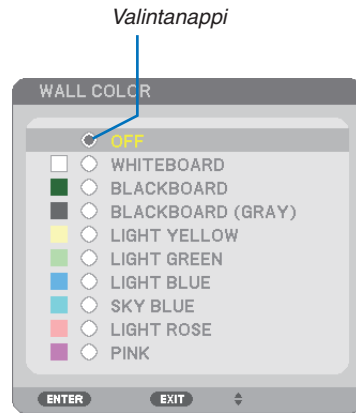 Valintanappi
WALL COLOR
OFF
WHITEBOARD
BLACKBOARD
BLACKBOARD (GRAY)
LIGHT YELLOW
LIGHT GREEN
LIGHT BLUE
SKY BLUE
LIGHT ROSE
PINK
ENTER EXIT